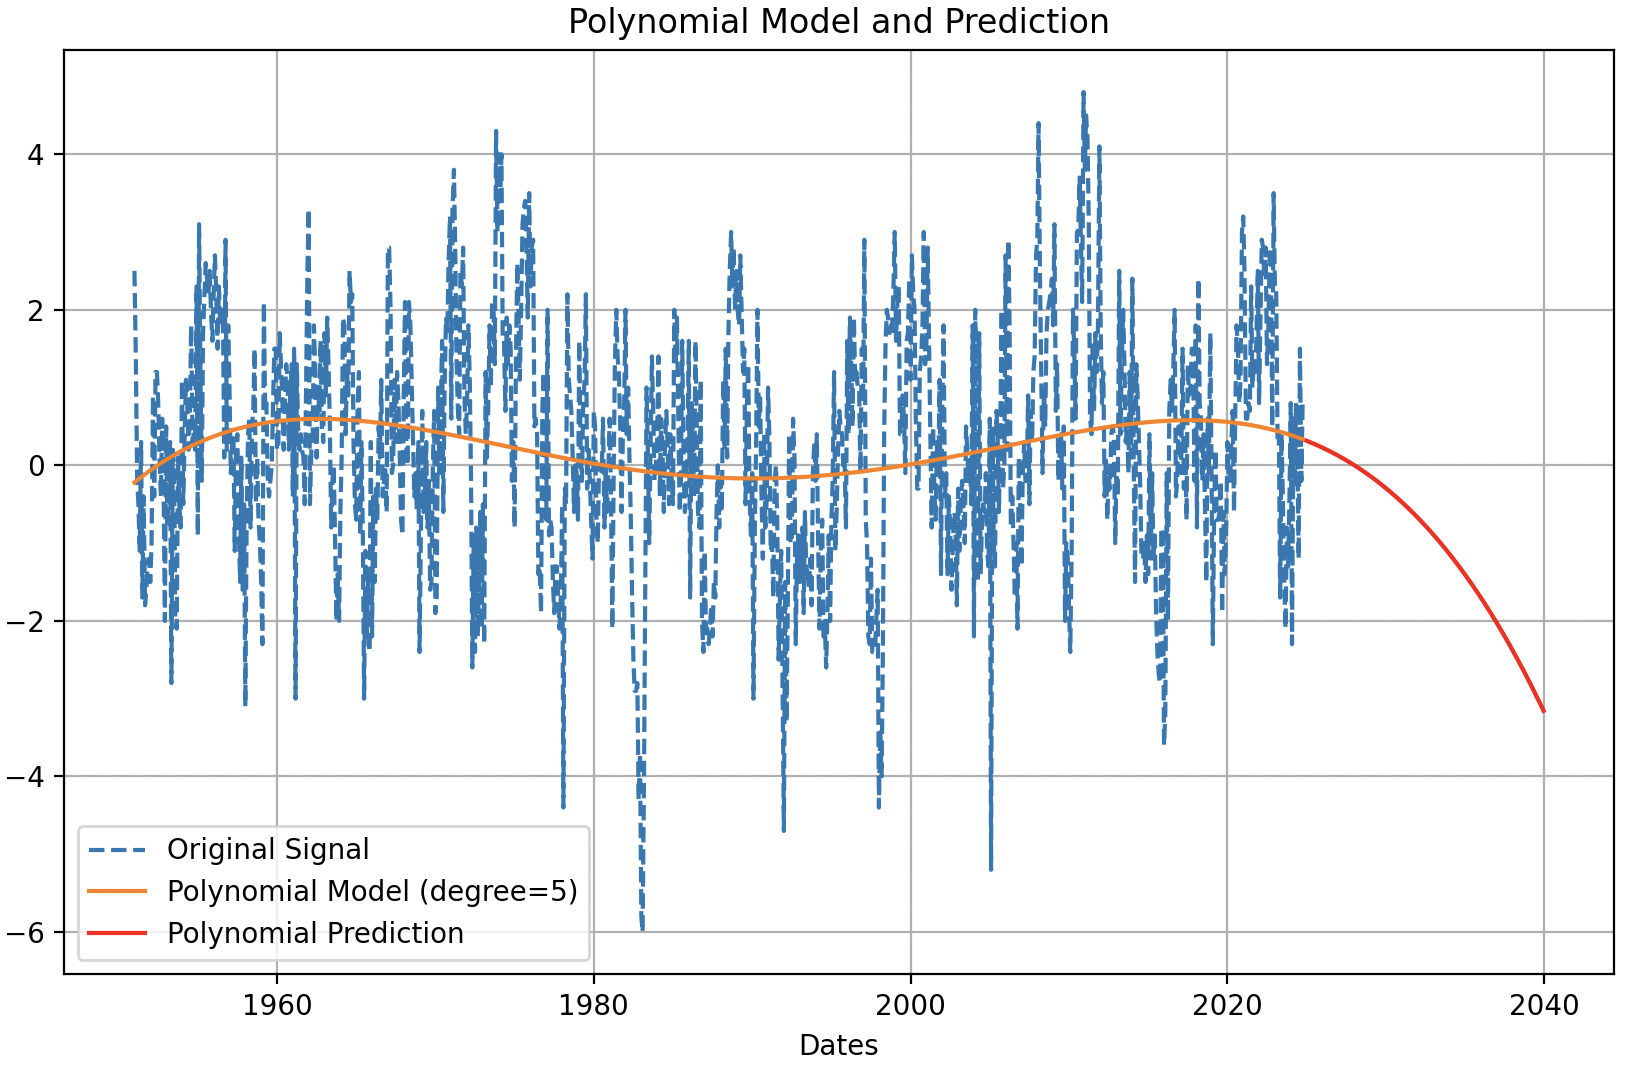 Polynomial Model and Prediction
4
2
0
−2
−4
−6
Original Signal
Polynomial Model (degree=5)
Polynomial Prediction
1960 1980 2000 2020 2040
Dates